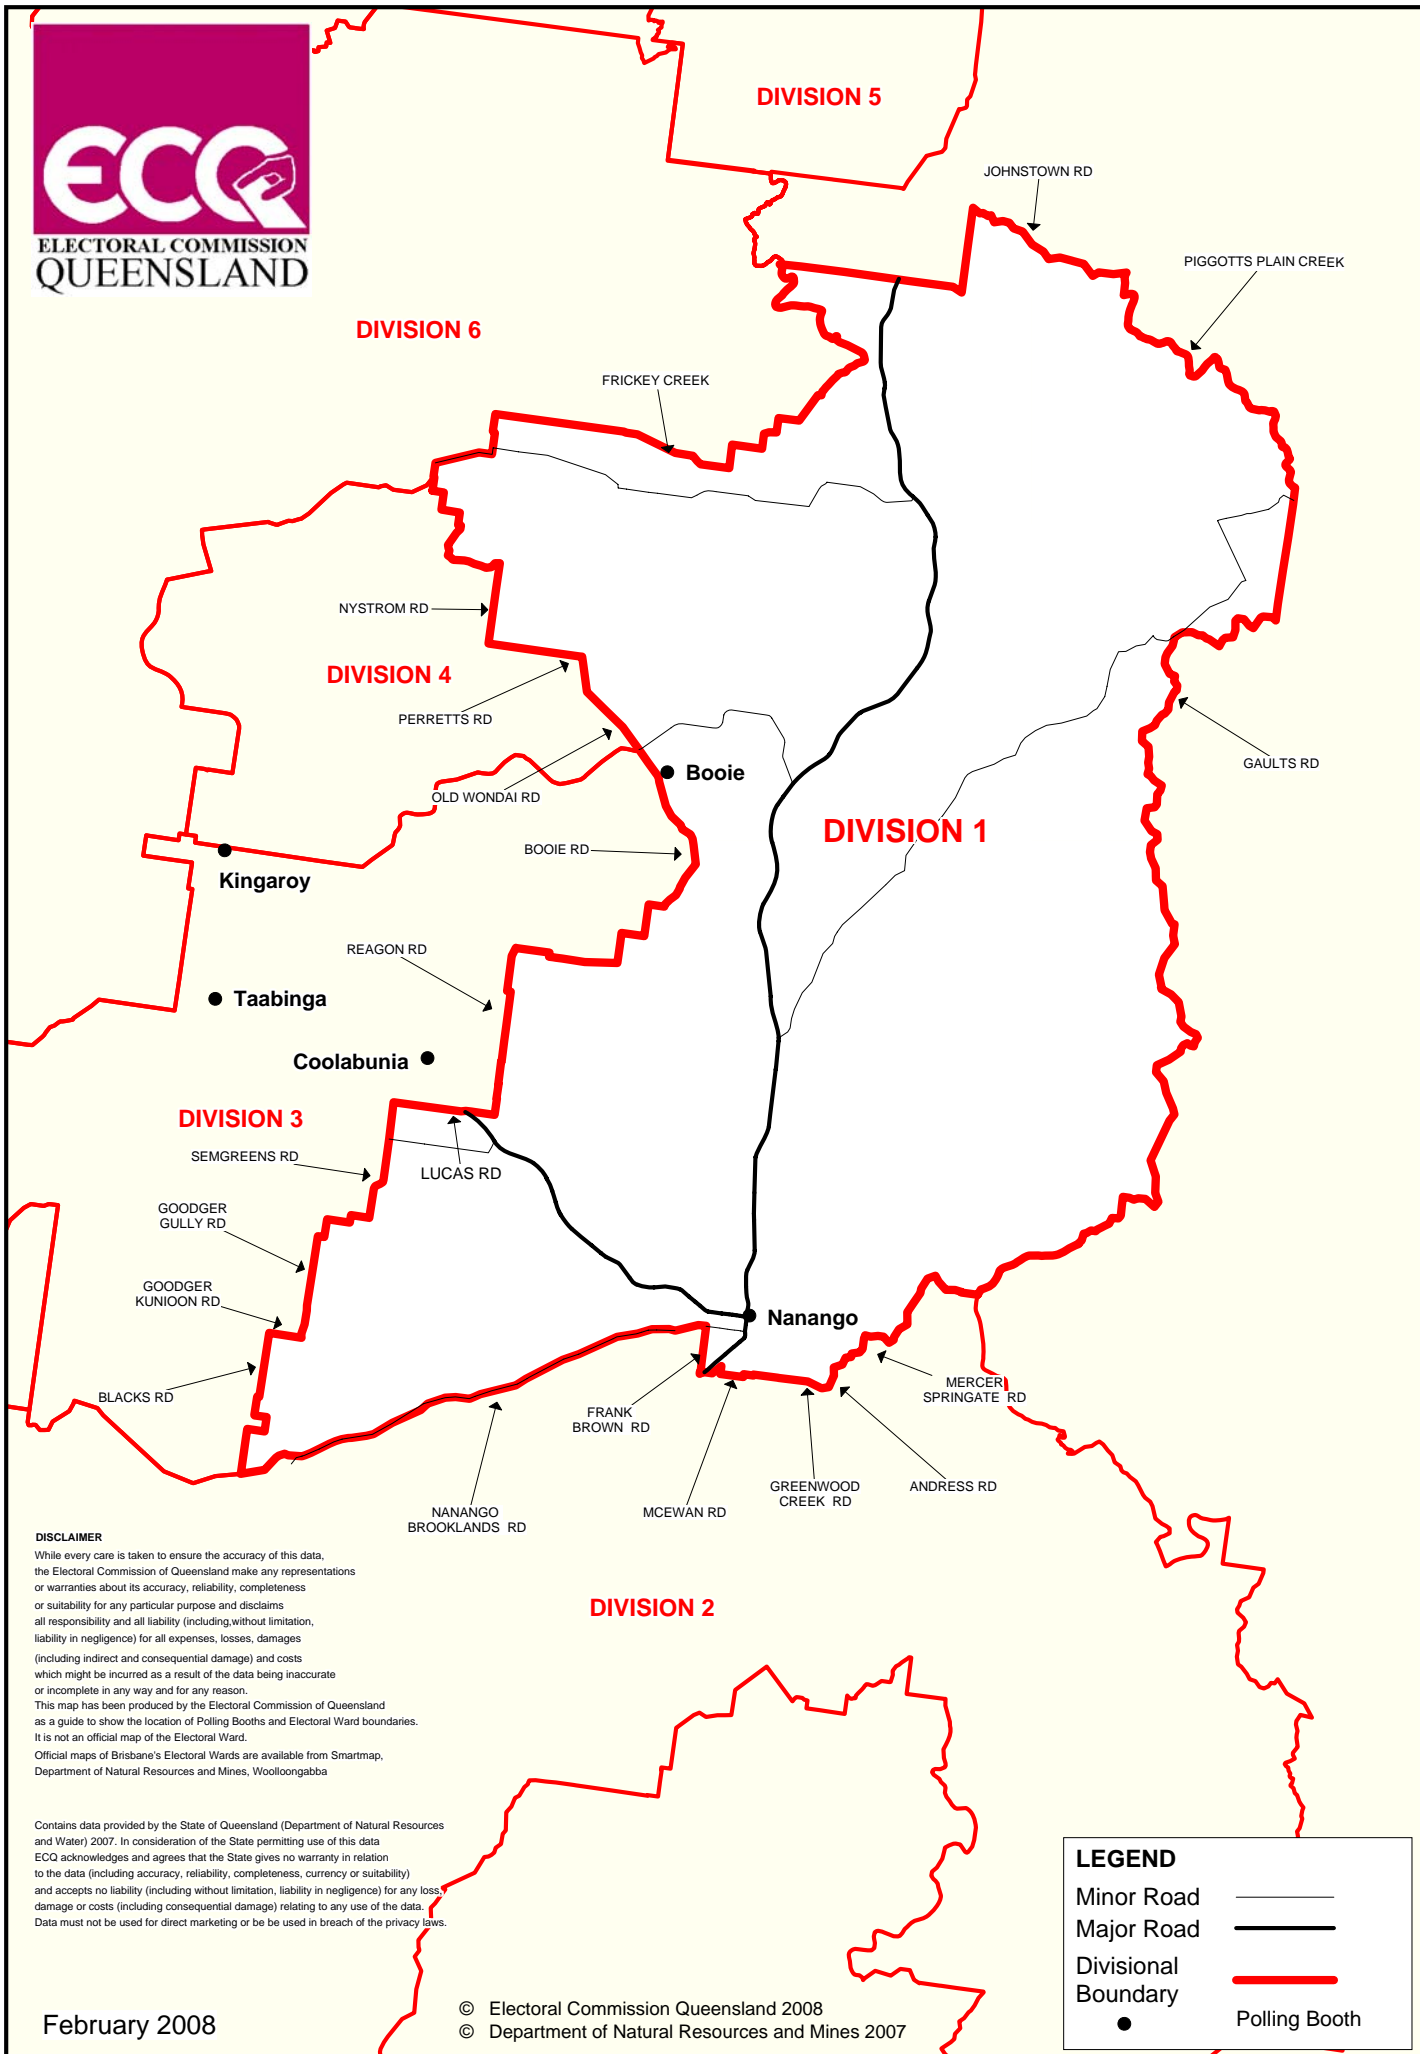 ECQ
ELECTORAL COMMISSION
QUEENSLAND
DIVISION 5
JOHNSTOWN RD
PIGGOTTS PLAIN CREEK
DIVISION 6
FRICKEY CREEK
NYSTROM RD
DIVISION 4
PERRETTS RD
GAULTS RD
Booie
OLD WONDAI RD
DIVISION 1
BOOIE RD
Kingaroy
REAGON RD
Taabinga
Coolabunia
DIVISION 3
SEMGREENS RD
LUCAS RD
GOODGER
GULLY RD
GOODGER
KUNIOON RD
Nanango
BLACKS RD
MERCER
SPRINGATE RD
FRANK
BROWN RD
GREENWOOD
CREEK RD
ANDRESS RD
NANANGO
BROOKLANDS RD
MCEWAN RD
DISCLAIMER
While every care is taken to ensure the accuracy of this data,
the Electoral Commission of Queensland make any representations
or warranties about its accuracy, reliability, completeness
or suitability for any particular purpose and disclaims
all responsibility and all liability (including,without limitation,
liability in negligence) for all expenses, losses, damages
(including indirect and consequential damage) and costs
which might be incurred as a result of the data being inaccurate
or incomplete in any way and for any reason.
This map has been produced by the Electoral Commission of Queensland
as a guide to show the location of Polling Booths and Electoral Ward boundaries.
It is not an official map of the Electoral Ward.
Official maps of Brisbane's Electoral Wards are available from Smartmap,
Department of Natural Resources and Mines, Woolloongabba
DIVISION 2
Contains data provided by the State of Queensland (Department of Natural Resources
and Water) 2007. In consideration of the State permitting use of this data
ECQ acknowledges and agrees that the State gives no warranty in relation
to the data (including accuracy, reliability, completeness, currency or suitability)
and accepts no liability (including without limitation, liability in negligence) for any loss,
damage or costs (including consequential damage) relating to any use of the data.
Data must not be used for direct marketing or be be used in breach of the privacy laws.
LEGEND
Minor Road
Major Road
Divisional
Boundary
Polling Booth
February 2008
© Electoral Commission Queensland 2008
© Department of Natural Resources and Mines 2007